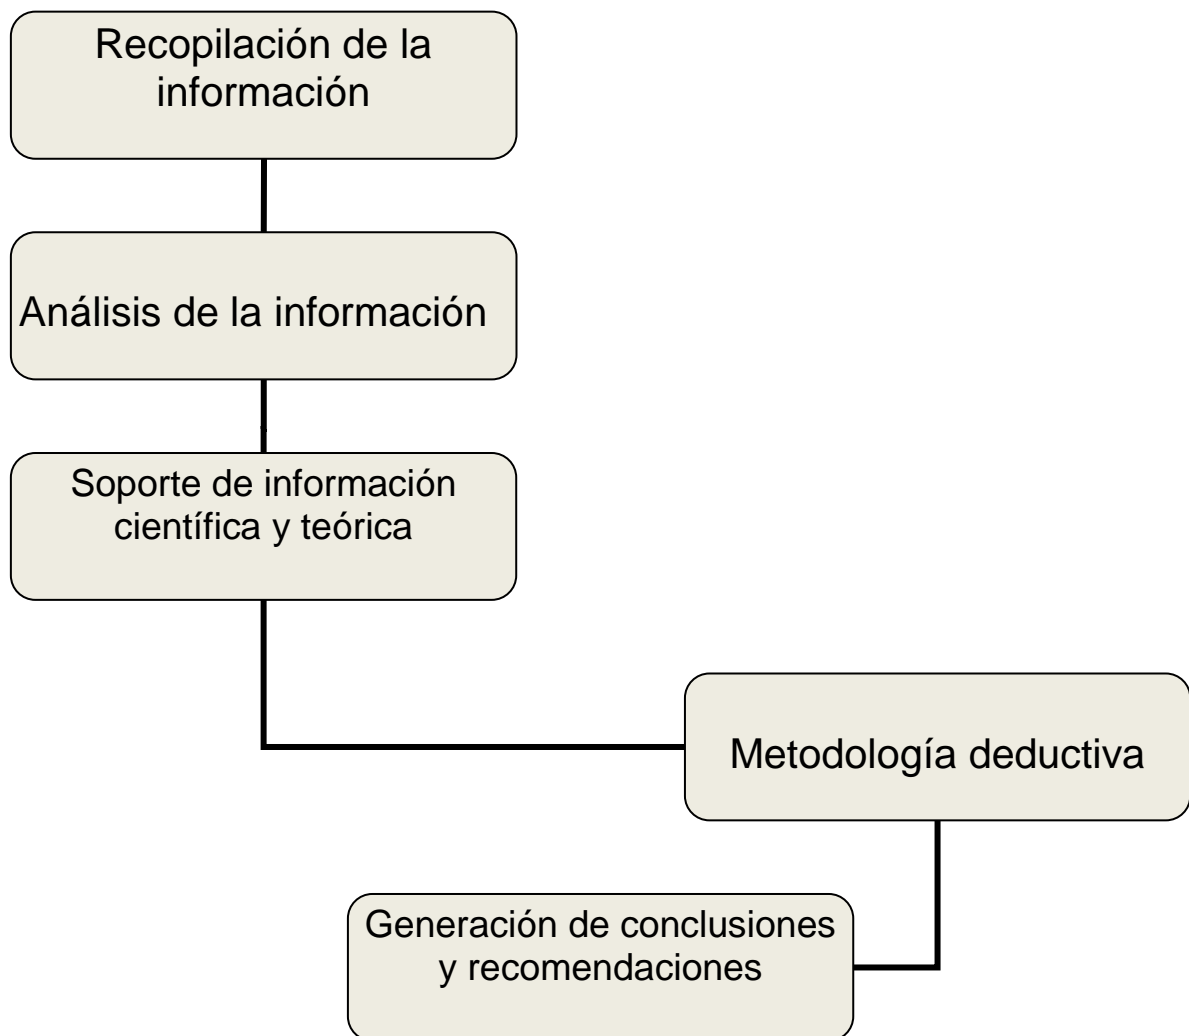 Recopilación de la
información
Análisis de la información
Soporte de información
científica y teórica
Metodología deductiva
Generación de conclusiones
y recomendaciones